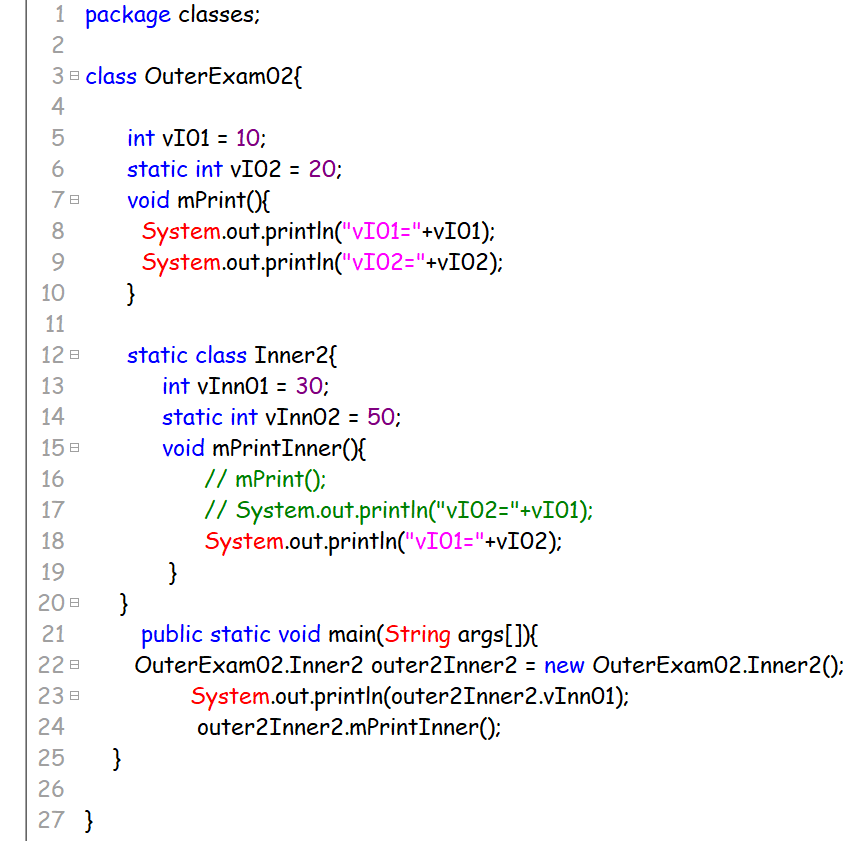 1 package classes;
2
3 class OuterExam02{
4
5 int vIO1 = 10;
6 static int vIO2 = 20;
7 void mPrint(){
8 System.out.println("vIO1="+vIO1);
9 System.out.println("vIO2="+vIO2);
10 }
11
12 static class Inner2{
13 int vInn01 = 30;
14 static int vInn02 = 50;
15 void mPrintInner(){
16 // mPrint();
17 // System.out.println("vIO2="+vIO1);
18 System.out.println("vIO1="+vIO2);
19 }
20 }
21 public static void main(String args[]){
22 OuterExam02.Inner2 outer2Inner2 = new OuterExam02.Inner2();
23 System.out.println(outer2Inner2.vInn01);
24 outer2Inner2.mPrintInner();
25 }
26
27 }